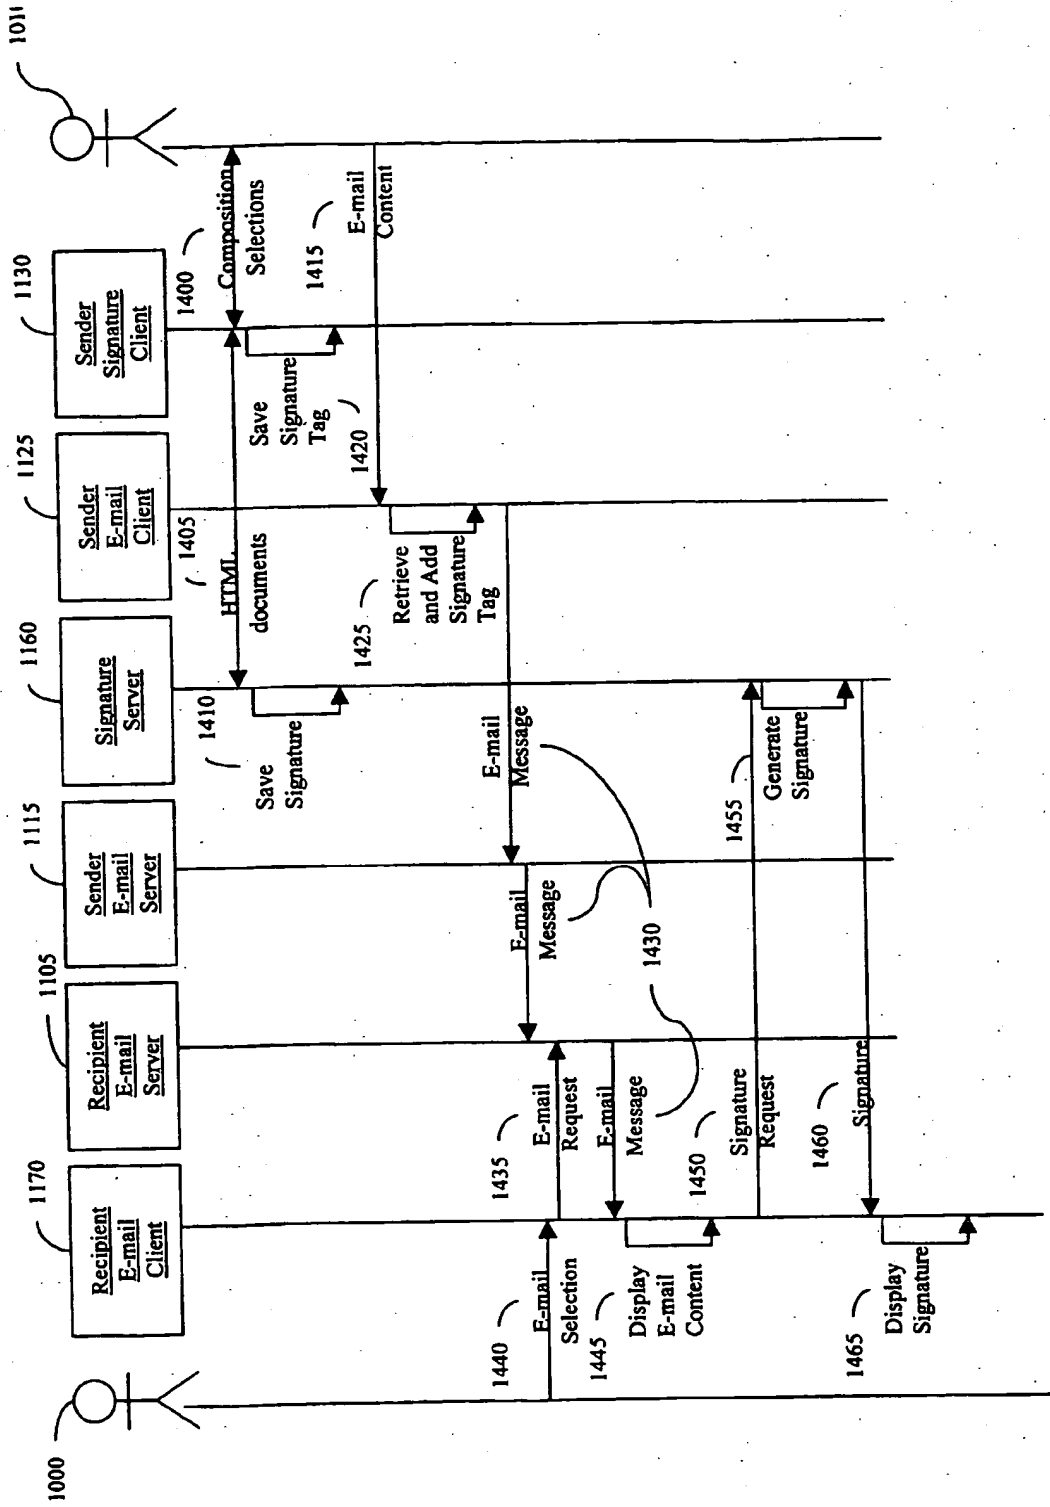 1000
1170
1105
1115
1160
1125
1130
Recipient
E-mail
Client
Recipient
E-mail
Server
Sender
E-mail
Server
Signature
Server
Sender
E-mail
Client
Sender
Signature
Client
1400
Composition
Selections
1405
HTML
documents
1410
Save
Signature
Save
Signature
Tag
1420
1415
E-mail
Content
1425
Retrieve
and Add
Signature
Tag
E-mail
Message
E-mail
Message
1430
1440
E-mail
Selection
1435
E-mail
Request
E-mail
Message
1445
Display
E-mail
Content
1450
Signature
Request
1455
Generate
Signature
1460
Signature
1465
Display
Signature